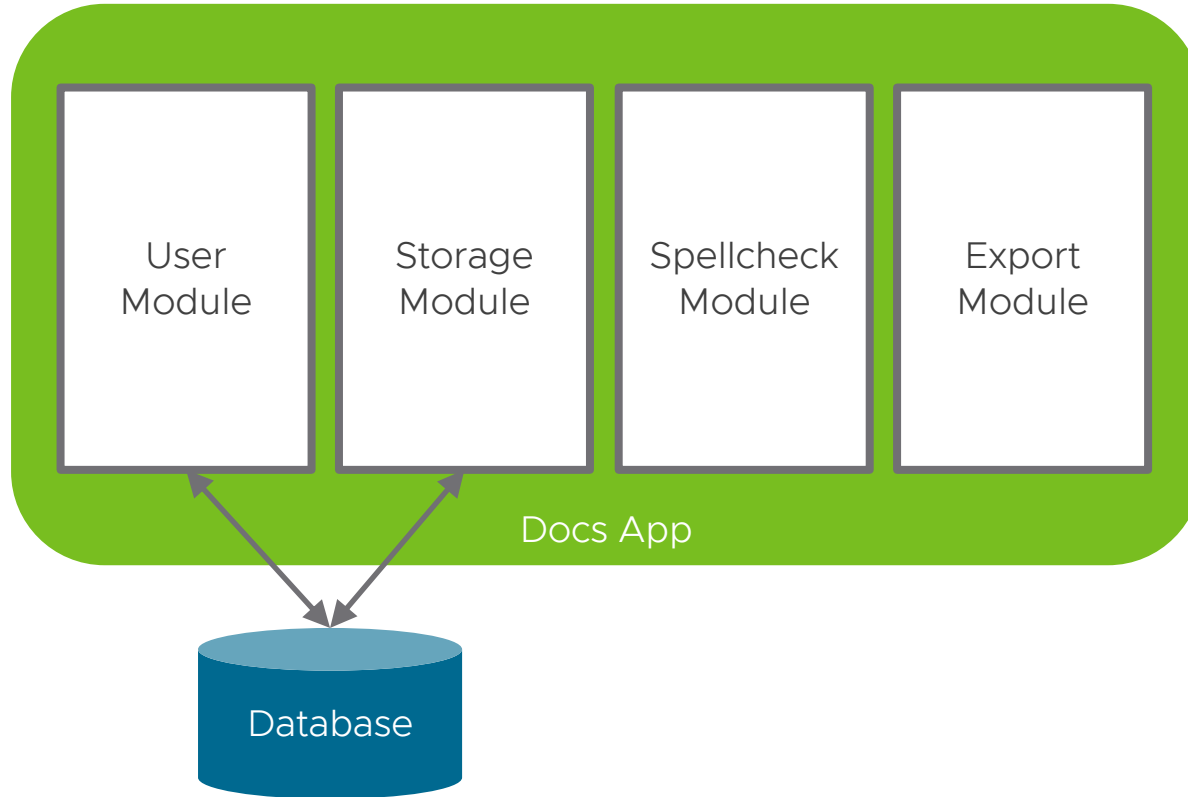 User
Module
Storage
Module
Spellcheck
Module
Export
Module
Docs App
Database